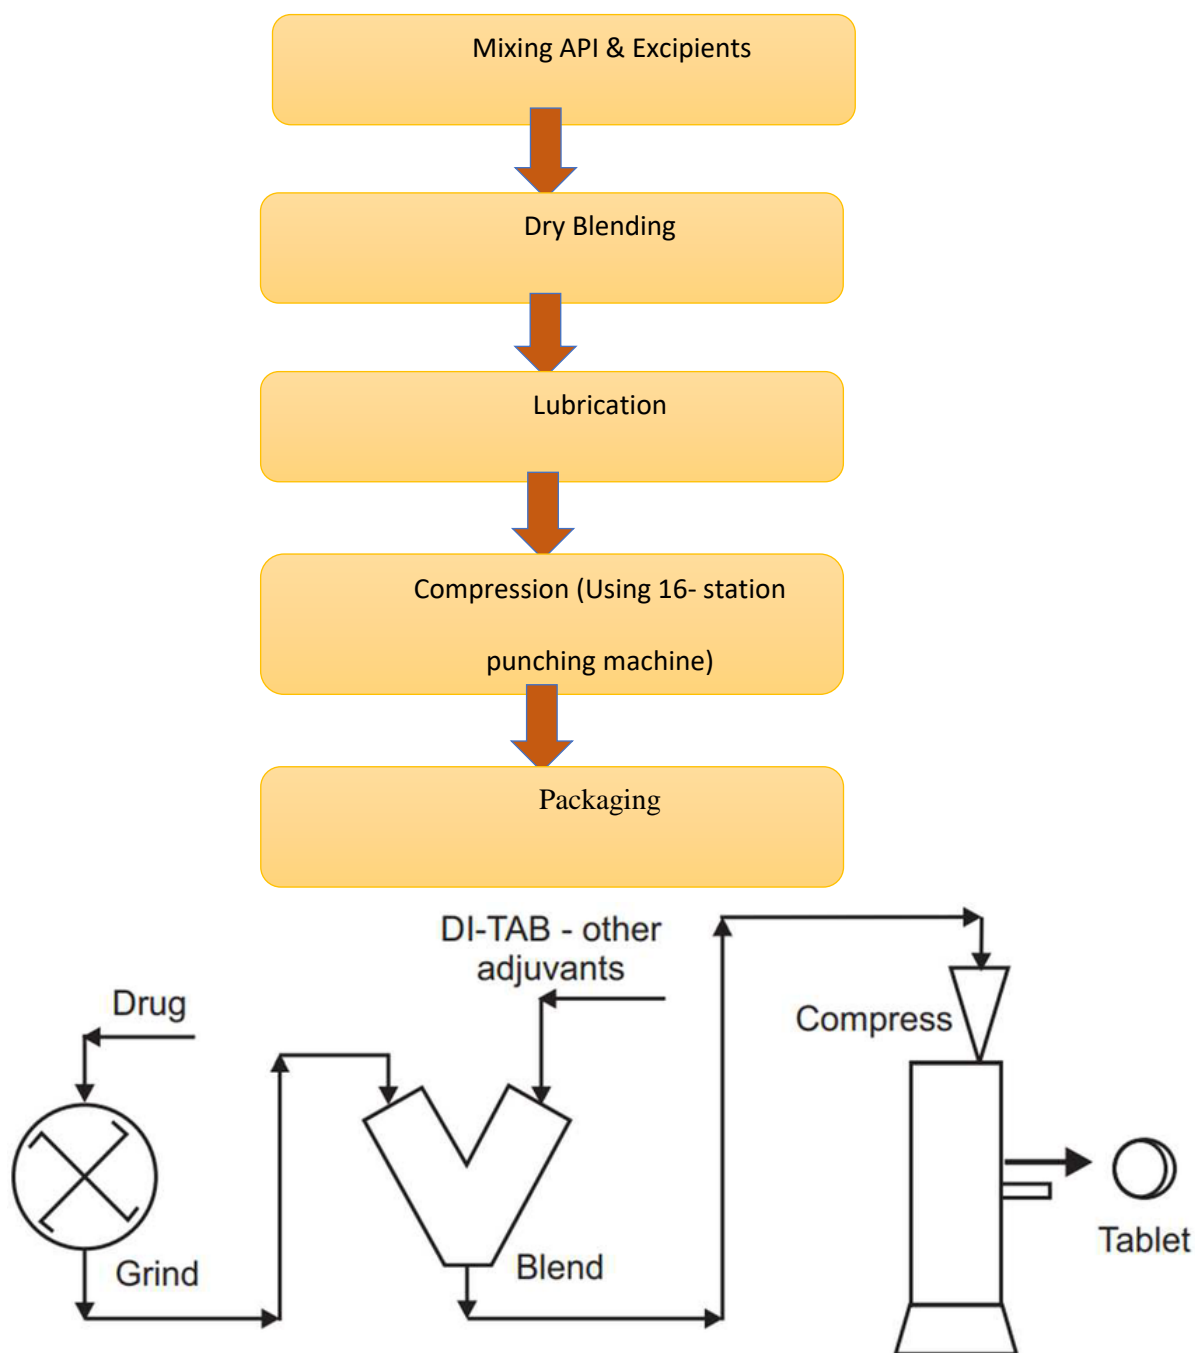 Mixing API & Excipients
Dry Blending
Lubrication
Compression (Using 16- station
punching machine)
Packaging
DI-TAB - other
adjuvants
Drug
Compress
Grind
Blend
Tablet